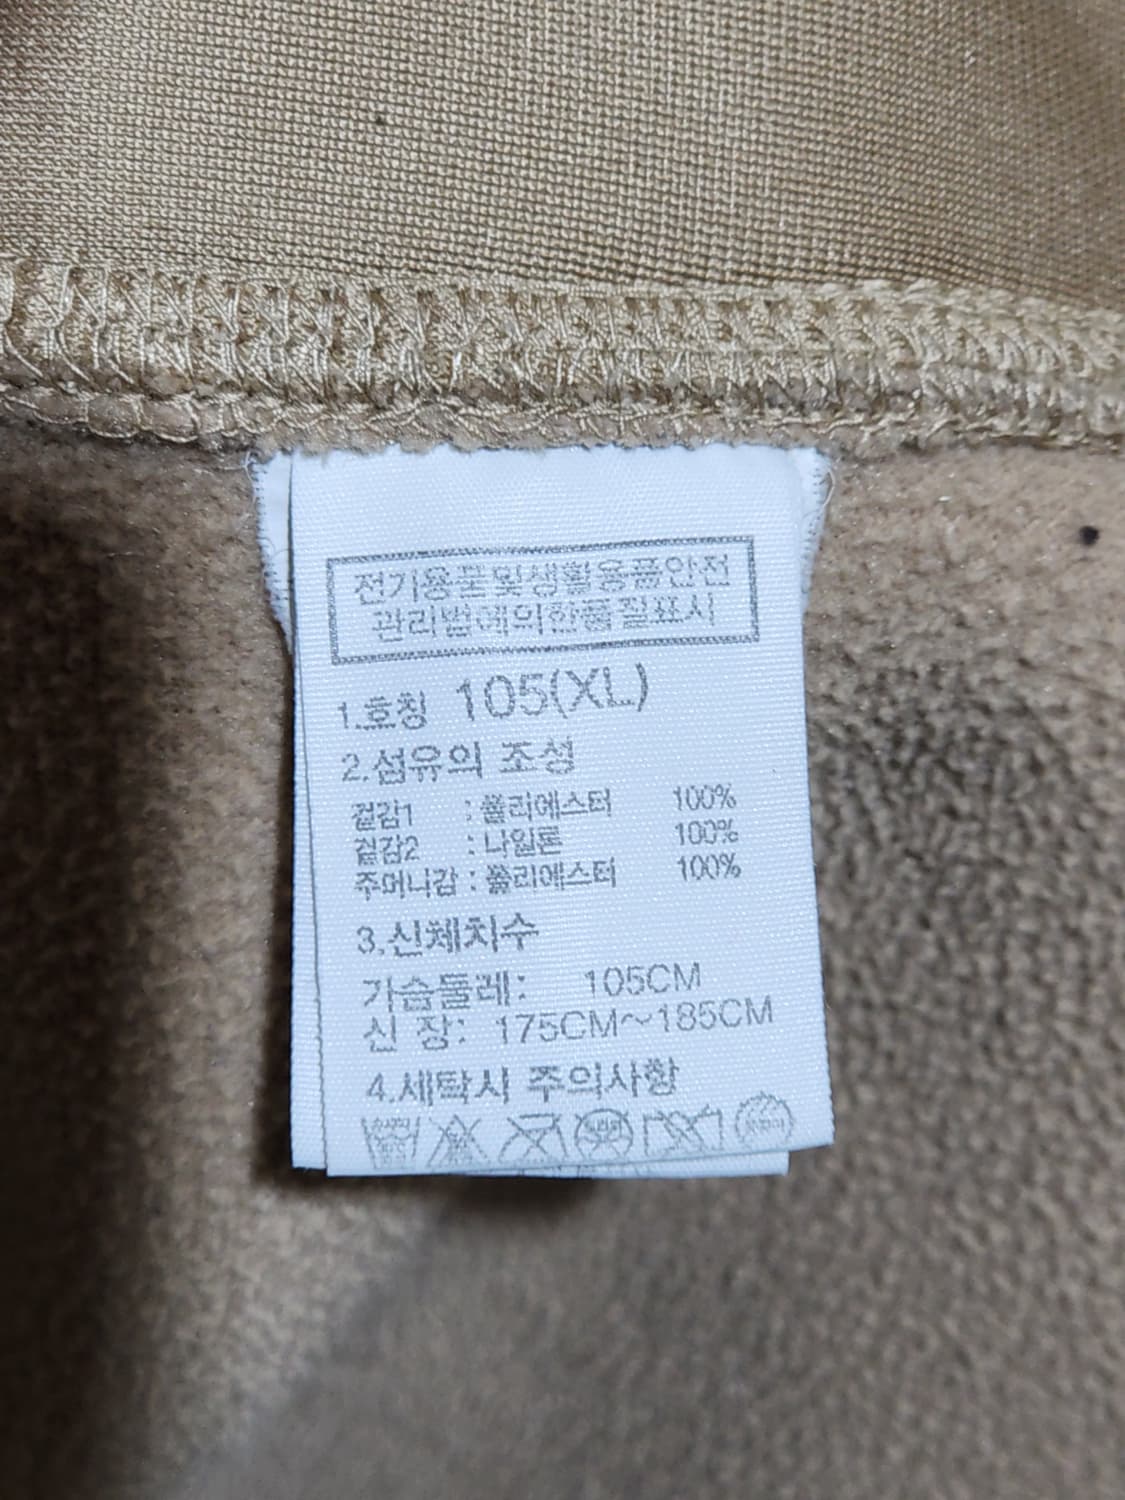 전기용품및생활용품안전
관리법에의한품질표시
1.호칭 105(XL)
2.섬유의 조성
겉감1 : 폴리에스터 100%
겉감2 : 나일론 100%
주머니감 : 폴리에스터 100%
3.신체치수
가슴둘레: 105CM
신 장: 175CM~185CM
4.세탁시 주의사항